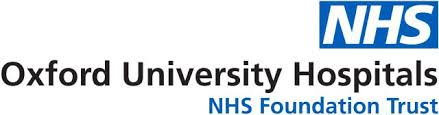 NHS
Oxford University Hospitals
NHS Foundation Trust